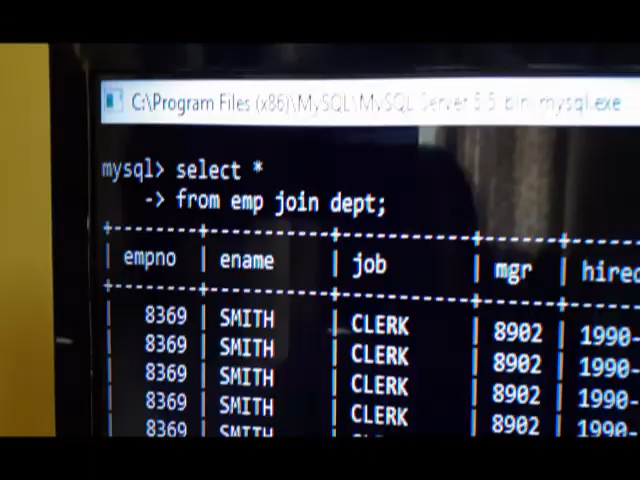 C:\Program Files (x86)\MySQL\MySQL Server 5.5\bin\mysql.exe
mysql> select *
-> from emp join dept;
| empno | ename | job | mgr | hired
| 8369 | SMITH | CLERK | 8902 | 1990-
| 8369 | SMITH | CLERK | 8902 | 1990-
| 8369 | SMITH | CLERK | 8902 | 1990-
| 8369 | SMITH | CLERK | 8902 | 1990-
| 8369 | SMITH